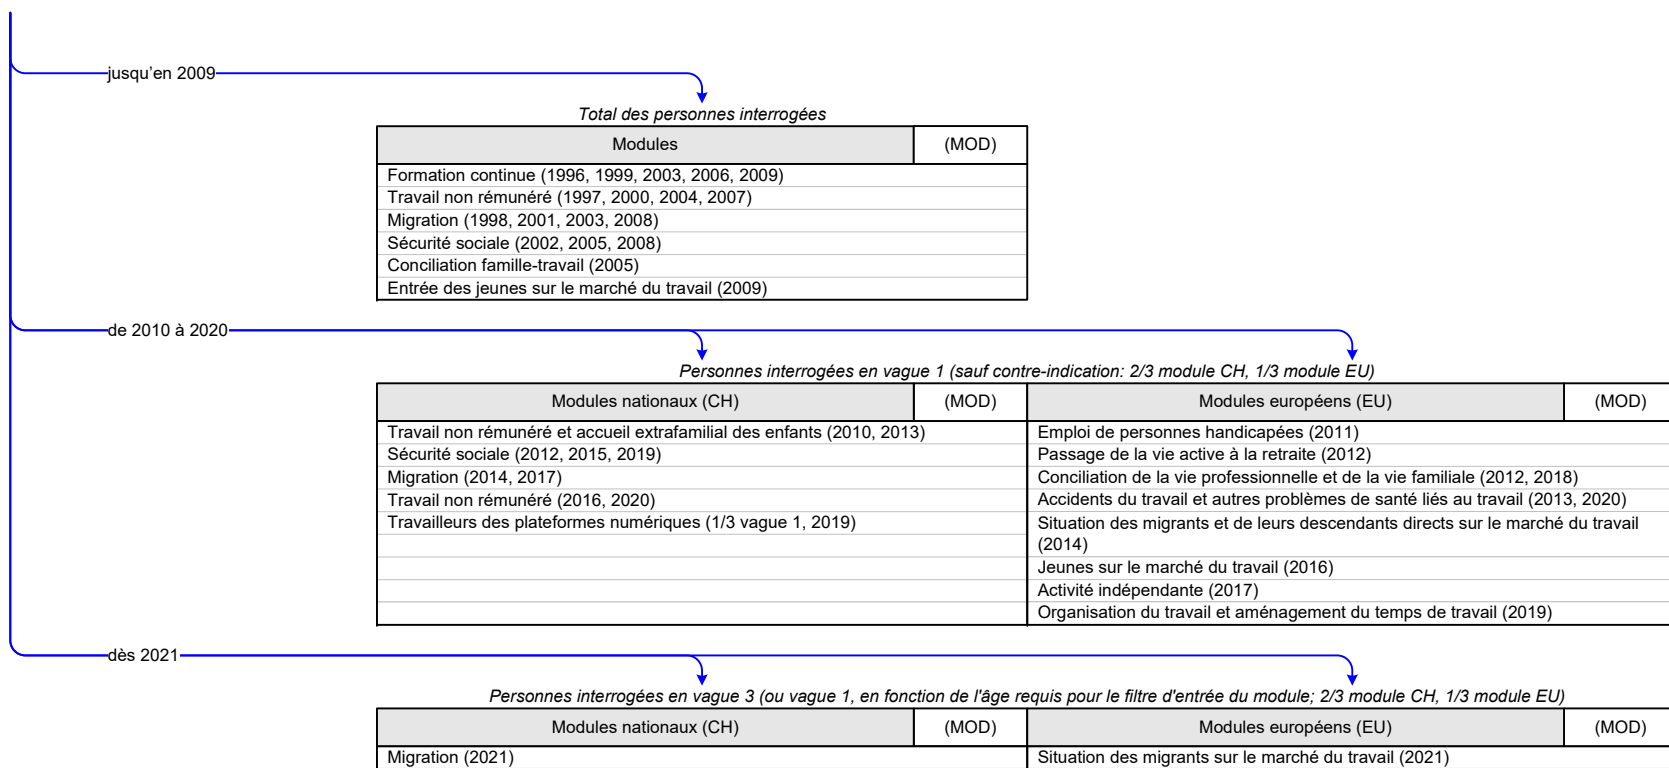 jusqu'en 2009
Total des personnes interrogées
Modules (MOD)
Formation continue (1996, 1999, 2003, 2006, 2009)
Travail non rémunéré (1997, 2000, 2004, 2007)
Migration (1998, 2001, 2003, 2008)
Sécurité sociale (2002, 2005, 2008)
Conciliation famille-travail (2005)
Entrée des jeunes sur le marché du travail (2009)
de 2010 à 2020
Personnes interrogées en vague 1 (sauf contre-indication: 2/3 module CH, 1/3 module EU)
Modules nationaux (CH) (MOD) Modules européens (EU) (MOD)
Travail non rémunéré et accueil extrafamilial des enfants (2010, 2013) Emploi de personnes handicapées (2011)
Sécurité sociale (2012, 2015, 2019) Passage de la vie active à la retraite (2012)
Migration (2014, 2017) Conciliation de la vie professionnelle et de la vie familiale (2012, 2018)
Travail non rémunéré (2016, 2020) Accidents du travail et autres problèmes de santé liés au travail (2013, 2020)
Travailleurs des plateformes numériques (1/3 vague 1, 2019) Situation des migrants et de leurs descendants directs sur le marché du travail
(2014)
Jeunes sur le marché du travail (2016)
Activité indépendante (2017)
Organisation du travail et aménagement du temps de travail (2019)
dès 2021
Personnes interrogées en vague 3 (ou vague 1, en fonction de l'âge requis pour le filtre d'entrée du module; 2/3 module CH, 1/3 module EU)
Modules nationaux (CH) (MOD) Modules européens (EU) (MOD)
Migration (2021) Situation des migrants sur le marché du travail (2021)